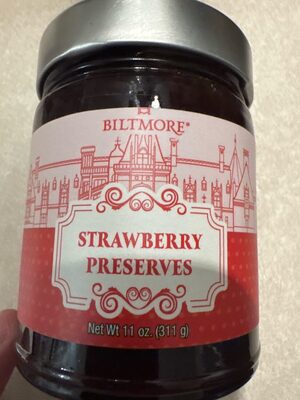 BILTMORE®
STRAWBERRY
PRESERVES
Net Wt 11 oz. (311 g)